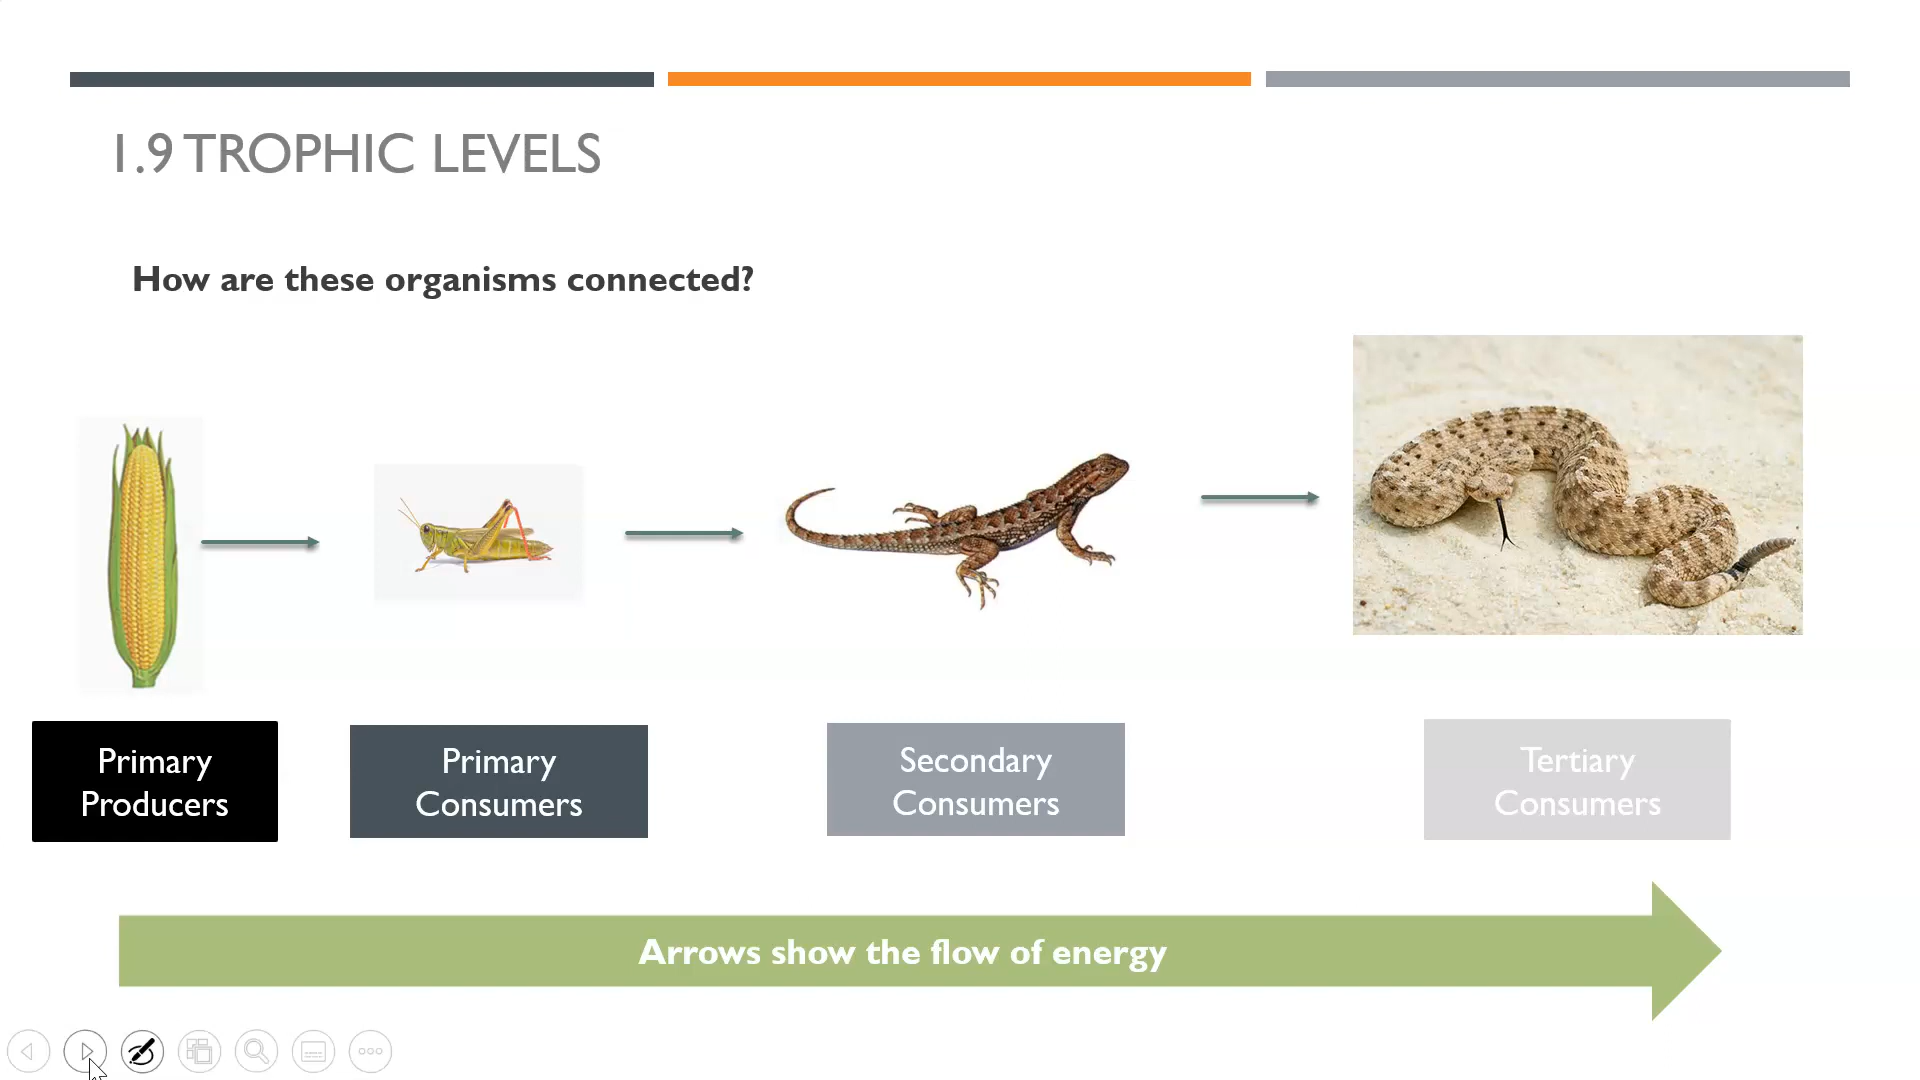 1.9 TROPHIC LEVELS
How are these organisms connected?
Primary
Producers
Primary
Consumers
Secondary
Consumers
Tertiary
Consumers
Arrows show the flow of energy